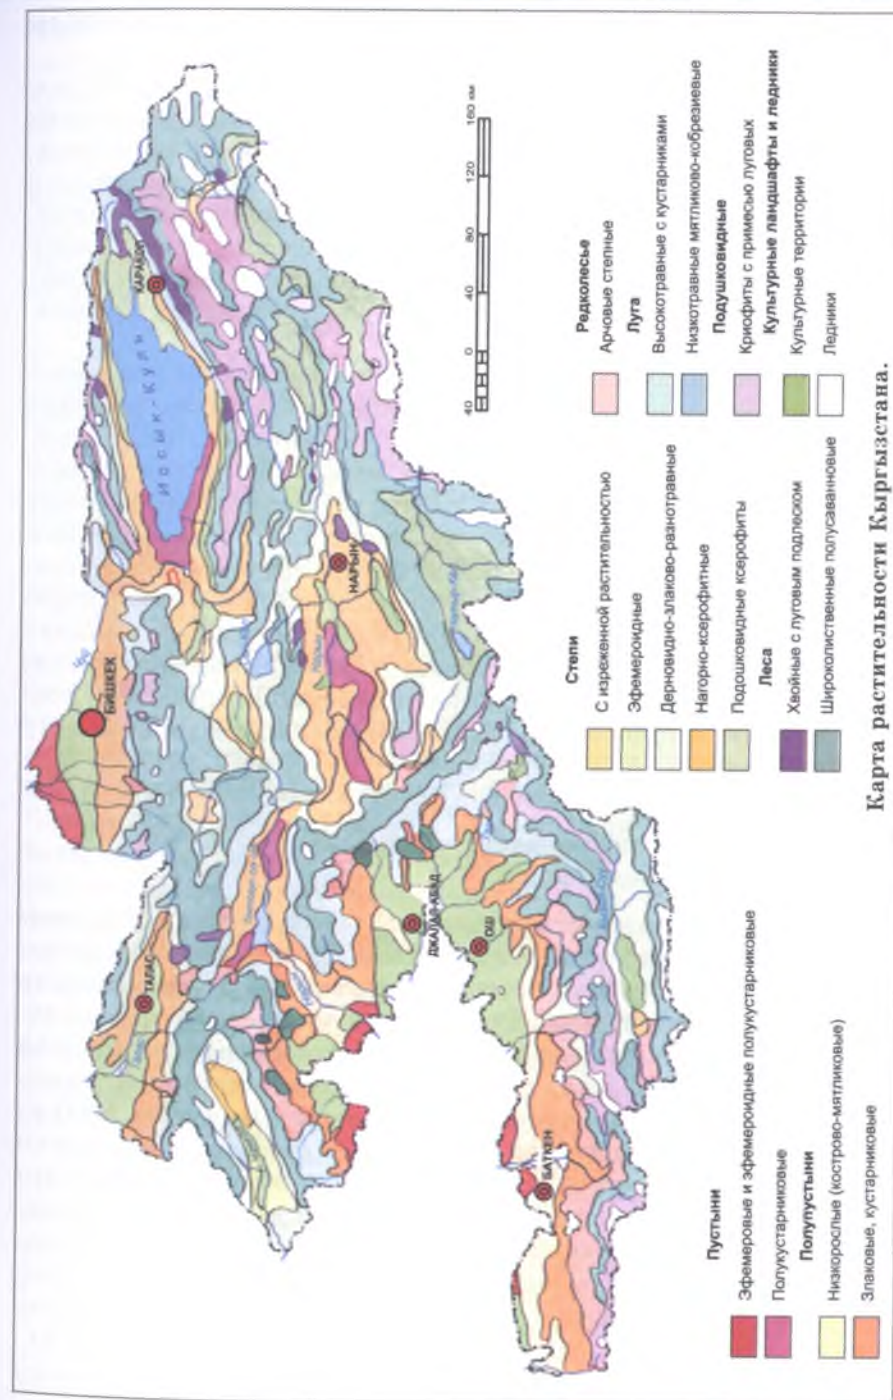 ТАЛАС
БИШКЕК
Чу
Иссык-Куль
КАРАКОЛ
НАРЫН
Нарын
ДЖАЛАЛ-АБАД
ОШ
БАТКЕН
40 0 40 80 120 160 км
Пустыни
Эфемеровые и эфемероидные полукустарниковые
Полукустарниковые
Полупустыни
Низкорослые (кострово-мятликовые)
Злаковые, кустарниковые
Степи
С изреженной растительностью
Эфемероидные
Дерновидно-злаково-разнотравные
Нагорно-ксерофитные
Подошковидные ксерофиты
Леса
Хвойные с луговым подлеском
Широколиственные полусаванновые
Редколесье
Арчовые степные
Луга
Высокотравные с кустарниками
Низкотравные мятликово-кобрезиевые
Подушковидные
Криофиты с примесью луговых
Культурные ландшафты и ледники
Культурные территории
Ледники
Карта растительности Кыргызстана.